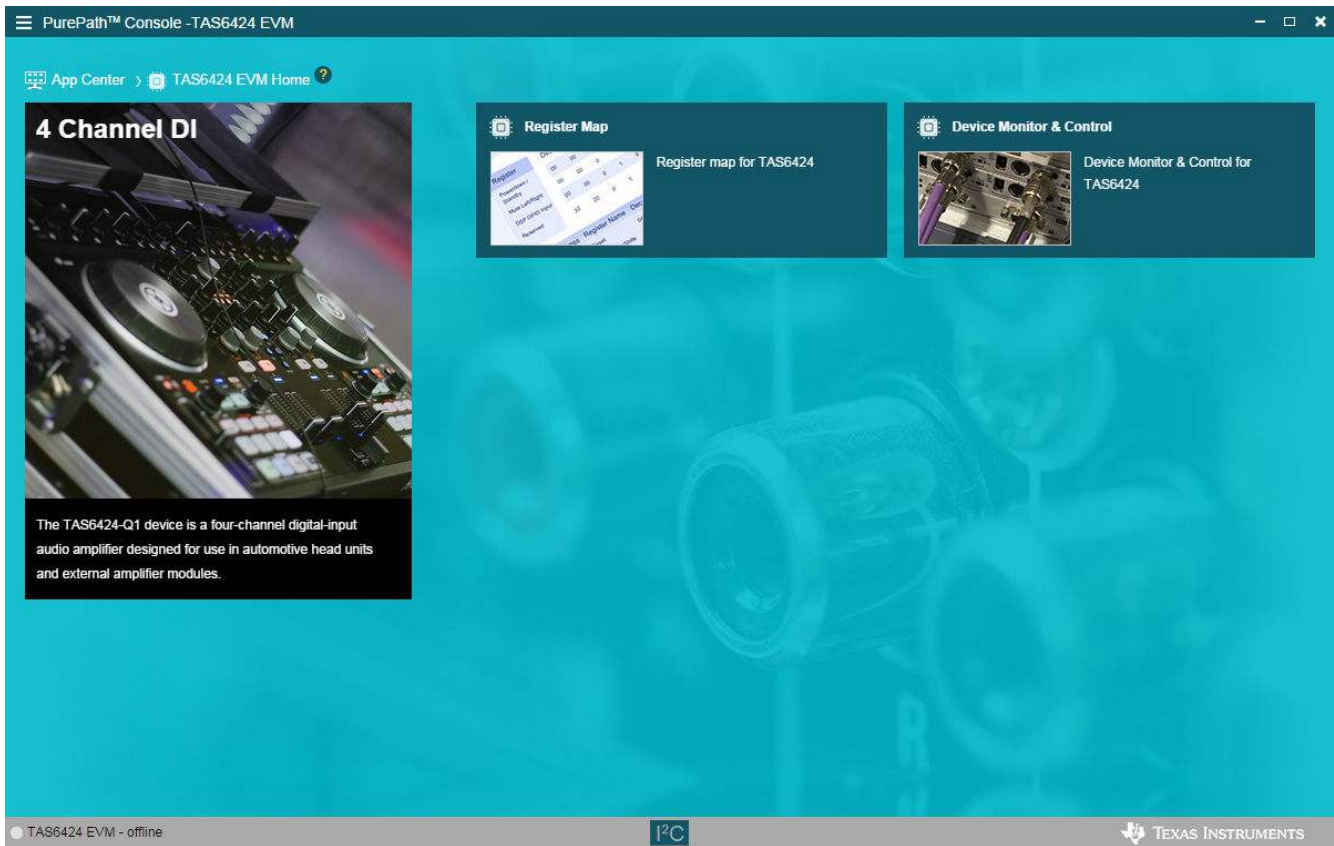 PurePath™ Console -TAS6424 EVM
App Center
TAS6424 EVM Home
?
4 Channel DI
The TAS6424-Q1 device is a four-channel digital-input
audio amplifier designed for use in automotive head units
and external amplifier modules.
Register Map
Register map for TAS6424
Device Monitor & Control
Device Monitor & Control for
TAS6424
TAS6424 EVM - offline
I²C
TEXAS INSTRUMENTS